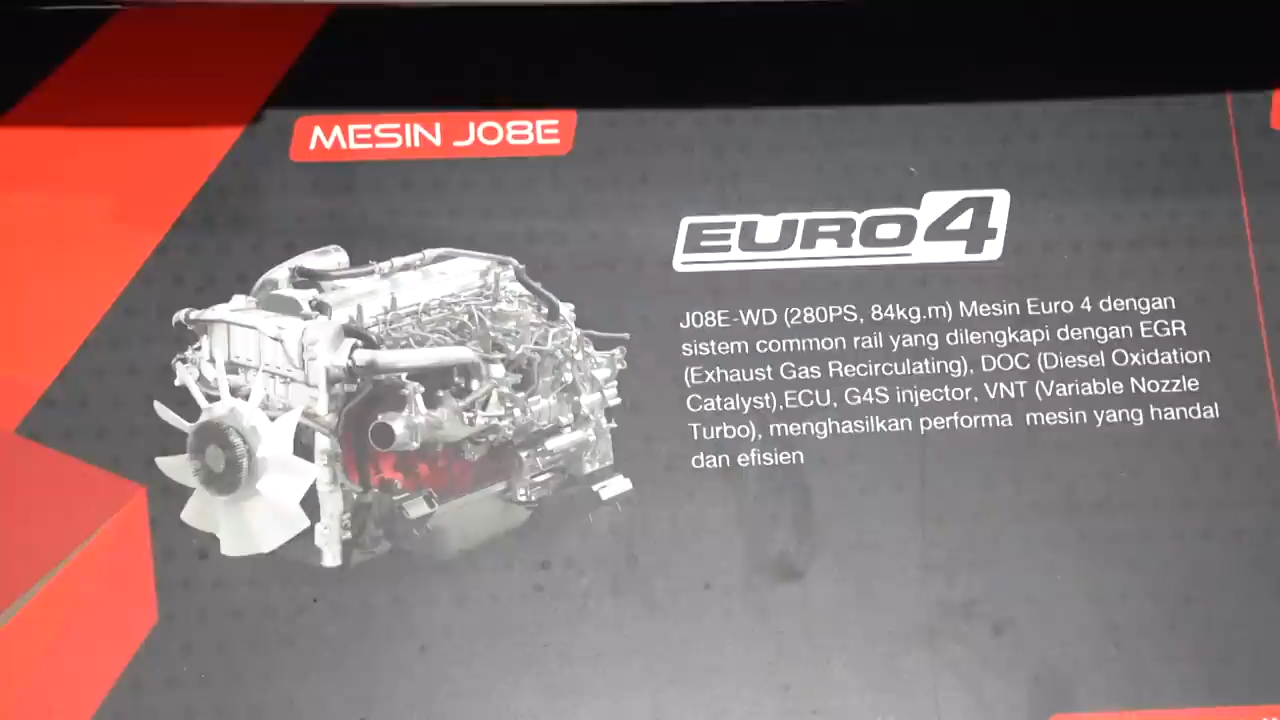 MESIN J08E
EURO4
J08E-WD (280PS, 84kg.m) Mesin Euro 4 dengan
sistem common rail yang dilengkapi dengan EGR
(Exhaust Gas Recirculating), DOC (Diesel Oxidation
Catalyst),ECU, G4S injector, VNT (Variable Nozzle
Turbo), menghasilkan performa mesin yang handal
dan efisien